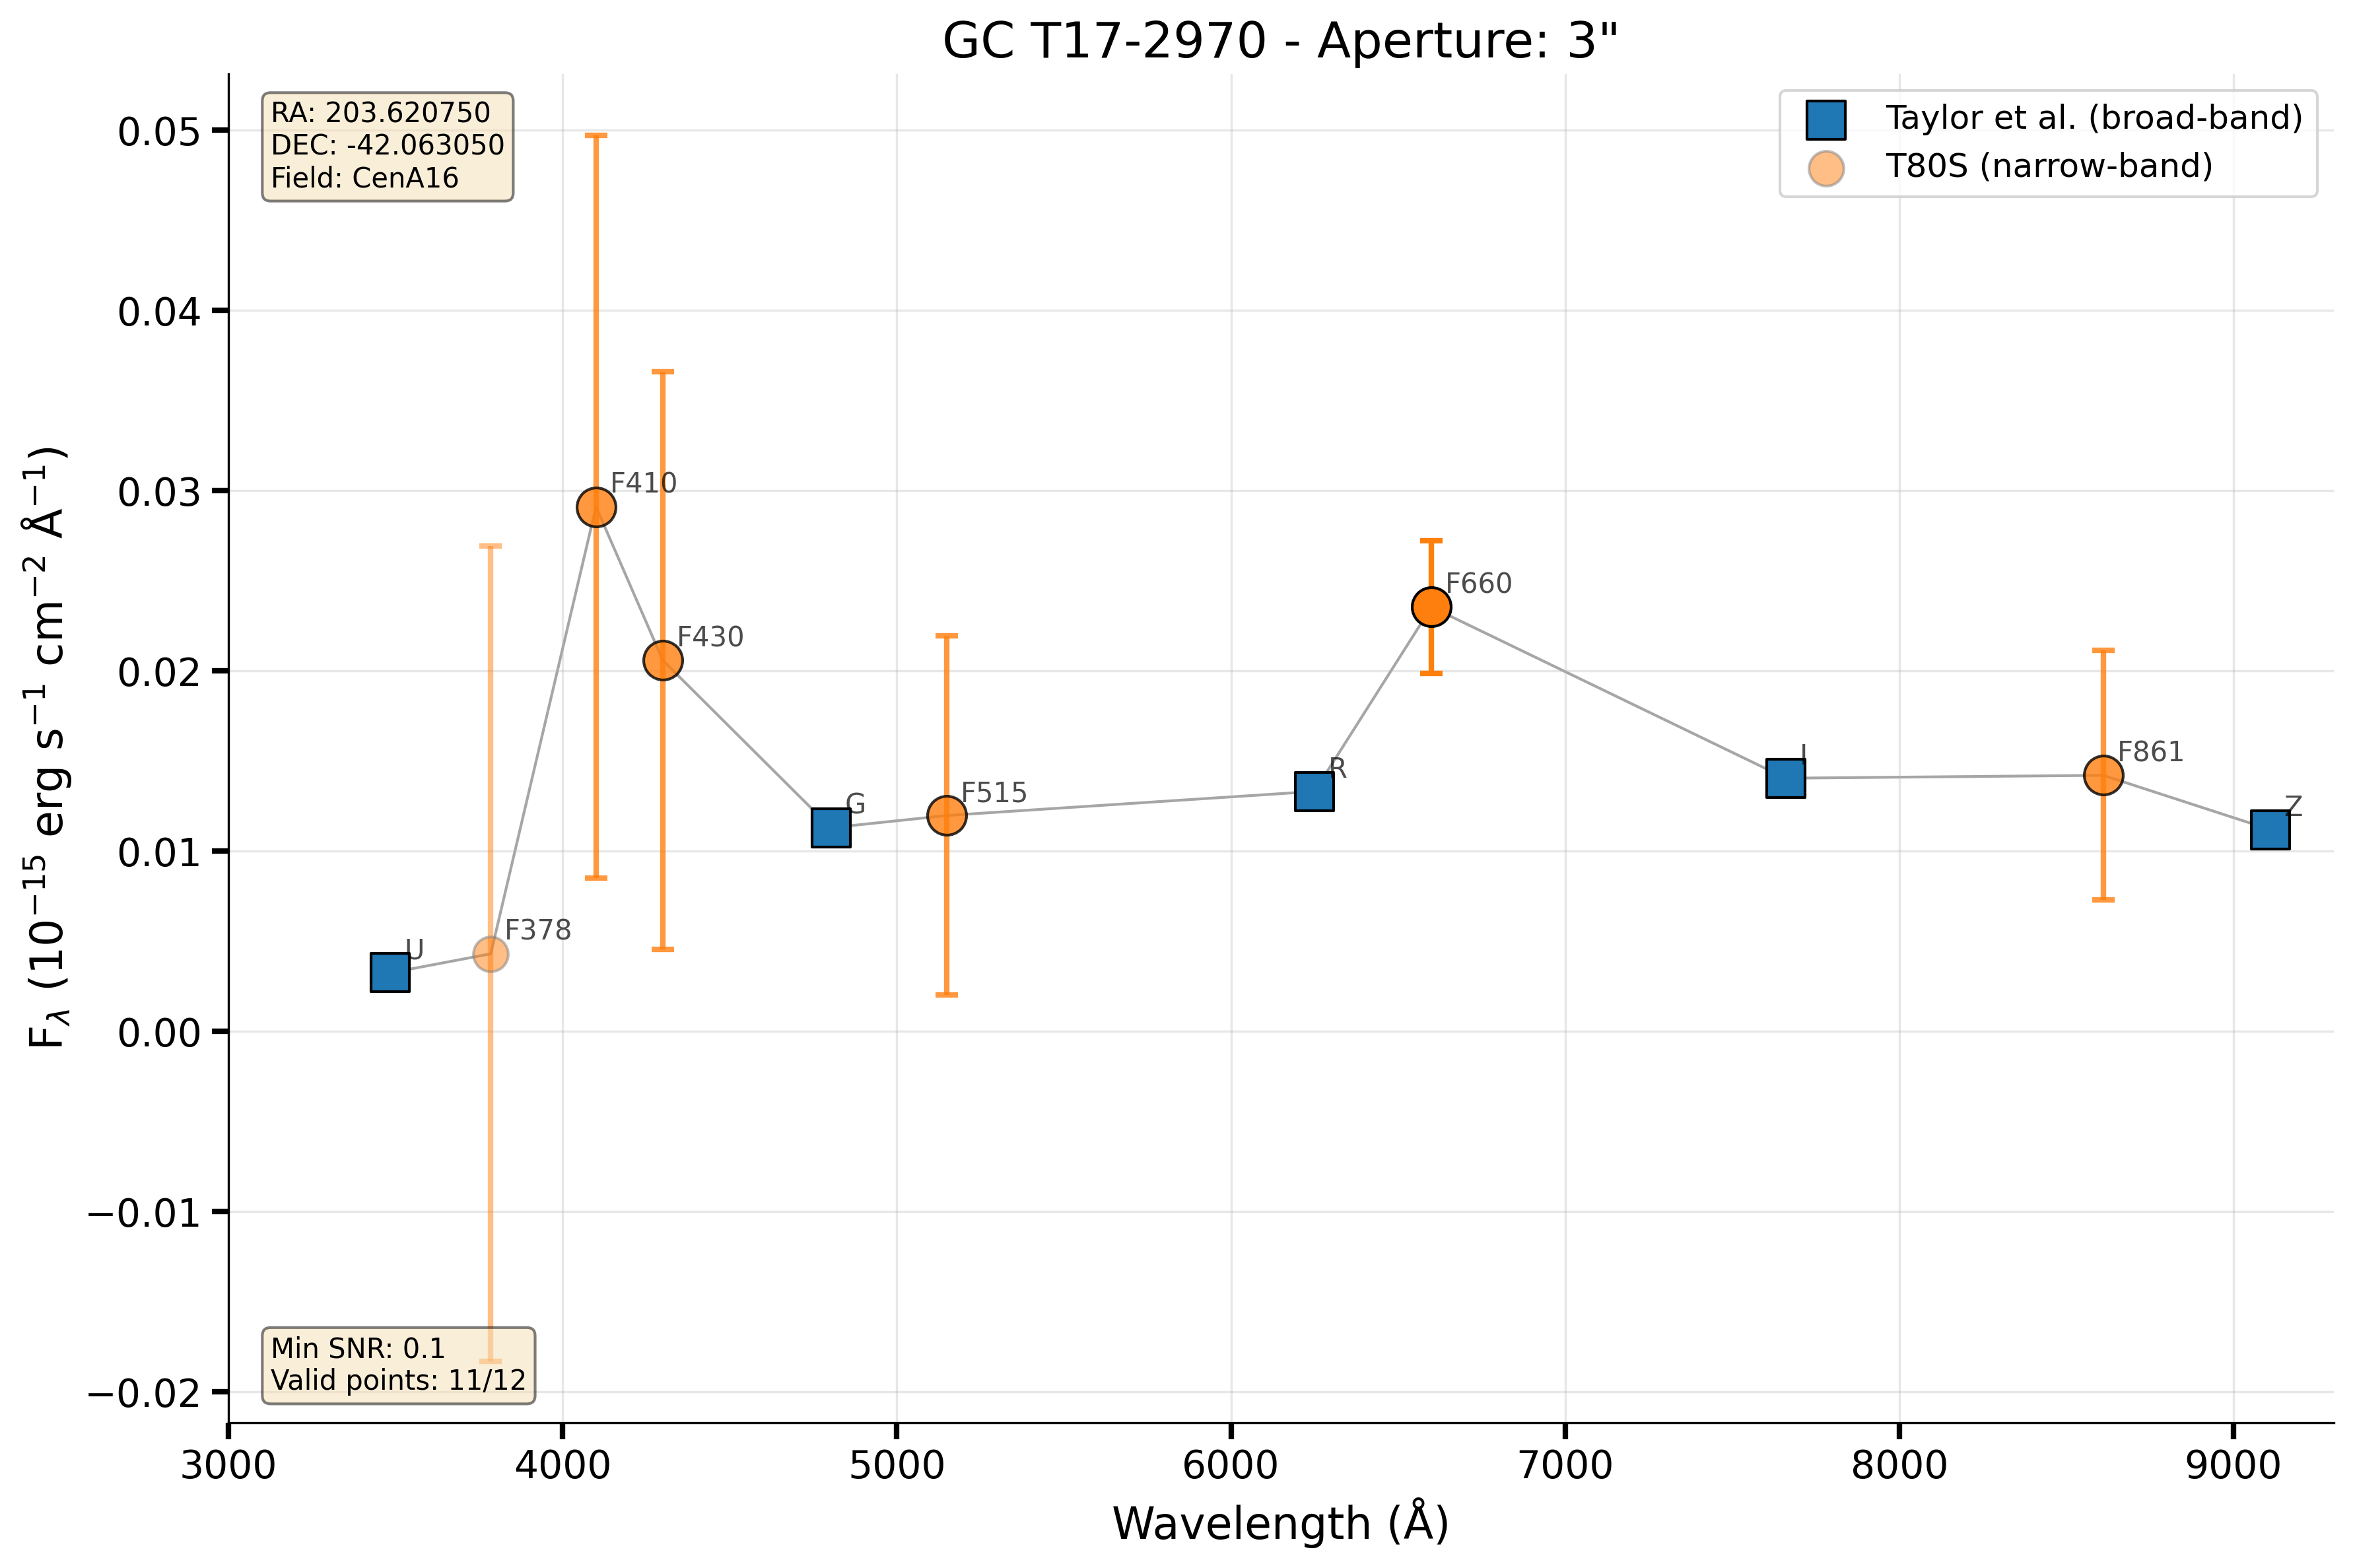 GC T17-2970 - Aperture: 3"
RA: 203.620750
DEC: -42.063050
Field: CenA16
Taylor et al. (broad-band)
T80S (narrow-band)
0.05
0.04
0.03
0.02
0.01
0.00
−0.01
−0.02
F$_{λ}$ (10$^{−15}$ erg s$^{−1}$ cm$^{−2}$ Å$^{−1}$)
U
F378
F410
F430
G
F515
R
F660
I
F861
Z
Min SNR: 0.1
Valid points: 11/12
3000
4000
5000
6000
7000
8000
9000
Wavelength (Å)